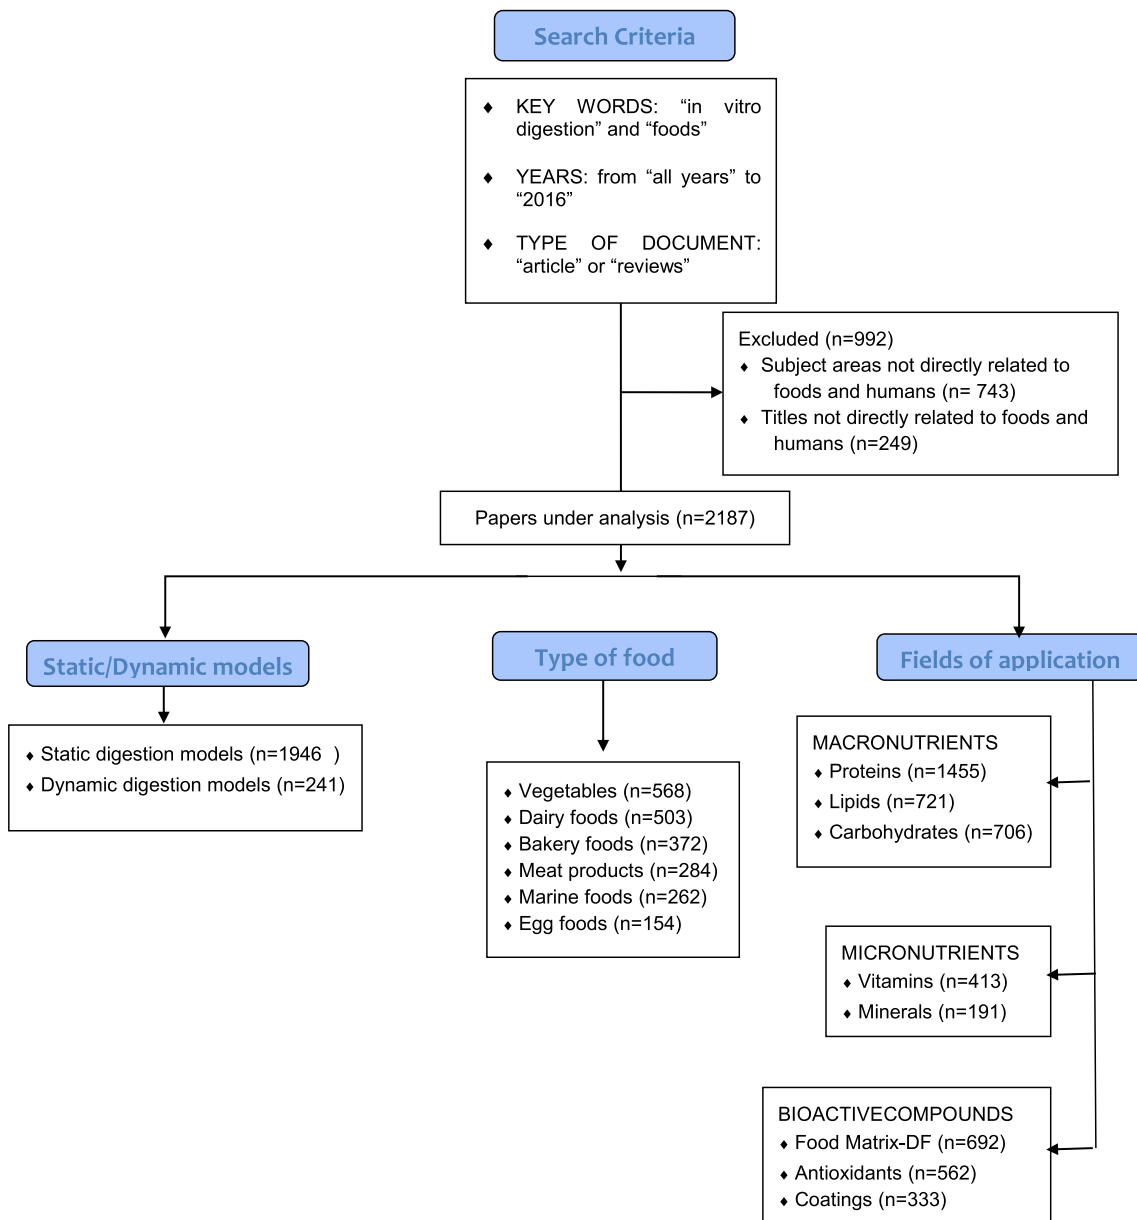 Search Criteria
♦ KEY WORDS: “in vitro
digestion” and “foods”
♦ YEARS: from “all years” to
“2016”
♦ TYPE OF DOCUMENT:
“article” or “reviews”
Excluded (n=992)
♦ Subject areas not directly related to
foods and humans (n= 743)
♦ Titles not directly related to foods and
humans (n=249)
Papers under analysis (n=2187)
Static/Dynamic models
♦ Static digestion models (n=1946 )
♦ Dynamic digestion models (n=241)
Type of food
♦ Vegetables (n=568)
♦ Dairy foods (n=503)
♦ Bakery foods (n=372)
♦ Meat products (n=284)
♦ Marine foods (n=262)
♦ Egg foods (n=154)
Fields of application
MACRONUTRIENTS
♦ Proteins (n=1455)
♦ Lipids (n=721)
♦ Carbohydrates (n=706)
MICRONUTRIENTS
♦ Vitamins (n=413)
♦ Minerals (n=191)
BIOACTIVECOMPOUNDS
♦ Food Matrix-DF (n=692)
♦ Antioxidants (n=562)
♦ Coatings (n=333)